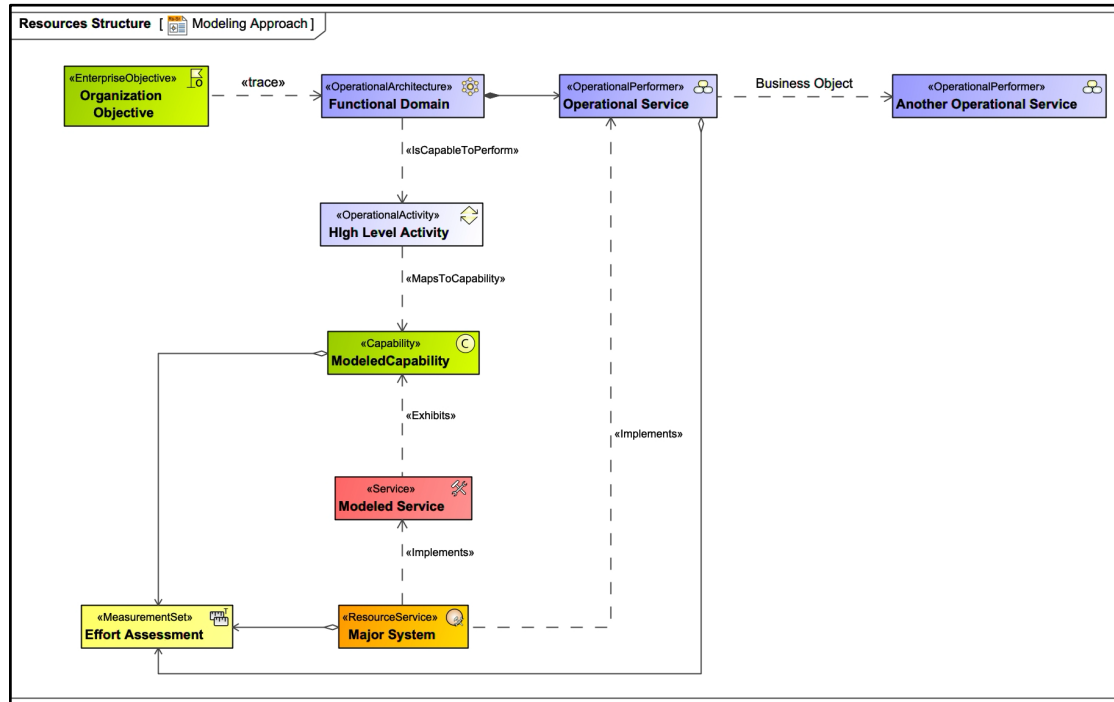 Resources Structure [ Modeling Approach ]
«EnterpriseObjective»
Organization
Objective
«trace»
«OperationalArchitecture»
Functional Domain
«OperationalPerformer»
Operational Service
Business Object
«OperationalPerformer»
Another Operational Service
«IsCapableToPerform»
«OperationalActivity»
HIgh Level Activity
«MapsToCapability»
«Capability»
C
ModeledCapability
«Exhibits»
«Implements»
«Service»
Modeled Service
«Implements»
«MeasurementSet»
T
Effort Assessment
«ResourceService»
Major System